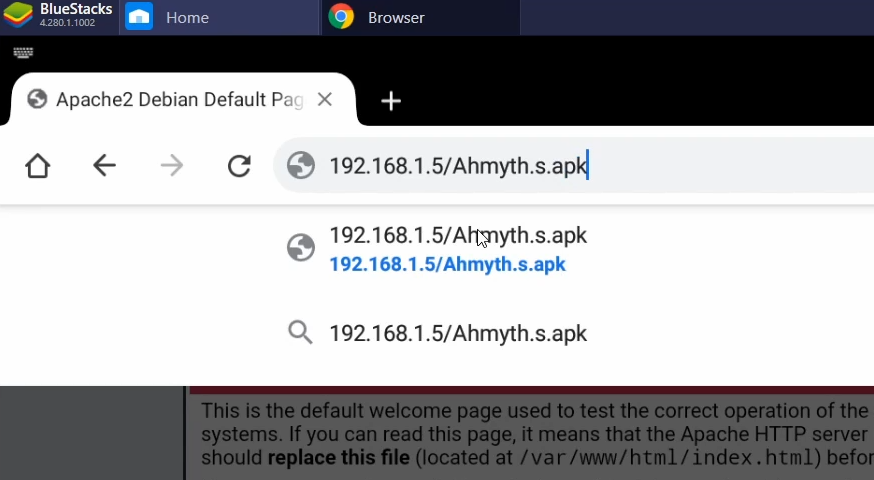 BlueStacks
4.280.1.1002
Home
Browser
Apache2 Debian Default Pag
192.168.1.5/Ahmyth.s.apk
192.168.1.5/Ahmyth.s.apk
192.168.1.5/Ahmyth.s.apk
192.168.1.5/Ahmyth.s.apk
This is the default welcome page used to test the correct operation of the
systems. If you can read this page, it means that the Apache HTTP server
should replace this file (located at /var/www/html/index.html) befor